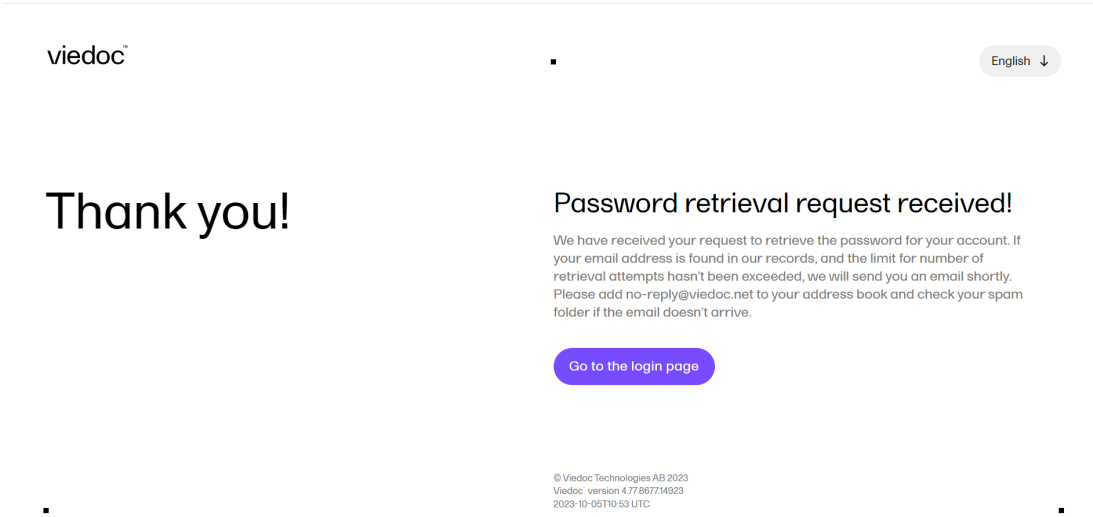 viedoc™
English ↓
Thank you!
Password retrieval request received!
We have received your request to retrieve the password for your account. If
your email address is found in our records, and the limit for number of
retrieval attempts hasn't been exceeded, we will send you an email shortly.
Please add no-reply@viedoc.net to your address book and check your spam
folder if the email doesn't arrive.
Go to the login page
© Viedoc Technologies AB 2023
Viedoc™ version 4.77.8677.14923
2023-10-05T10:53 UTC